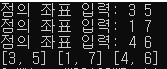 점의 좌표 입력: 3 5
점의 좌표 입력: 1 7
점의 좌표 입력: 4 6
[3, 5] [1, 7] [4, 6]